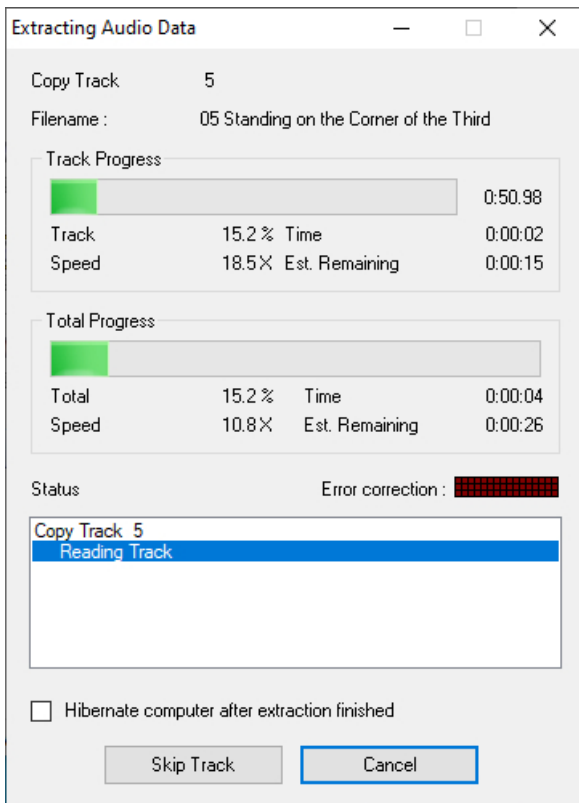 Extracting Audio Data
Copy Track 5
Filename : 05 Standing on the Corner of the Third
Track Progress
0:50.98
Track 15.2 % Time 0:00:02
Speed 18.5X Est. Remaining 0:00:15
Total Progress
Total 15.2 % Time 0:00:04
Speed 10.8X Est. Remaining 0:00:26
Status Error correction :
Copy Track 5
Reading Track
Hibernate computer after extraction finished
Skip Track Cancel